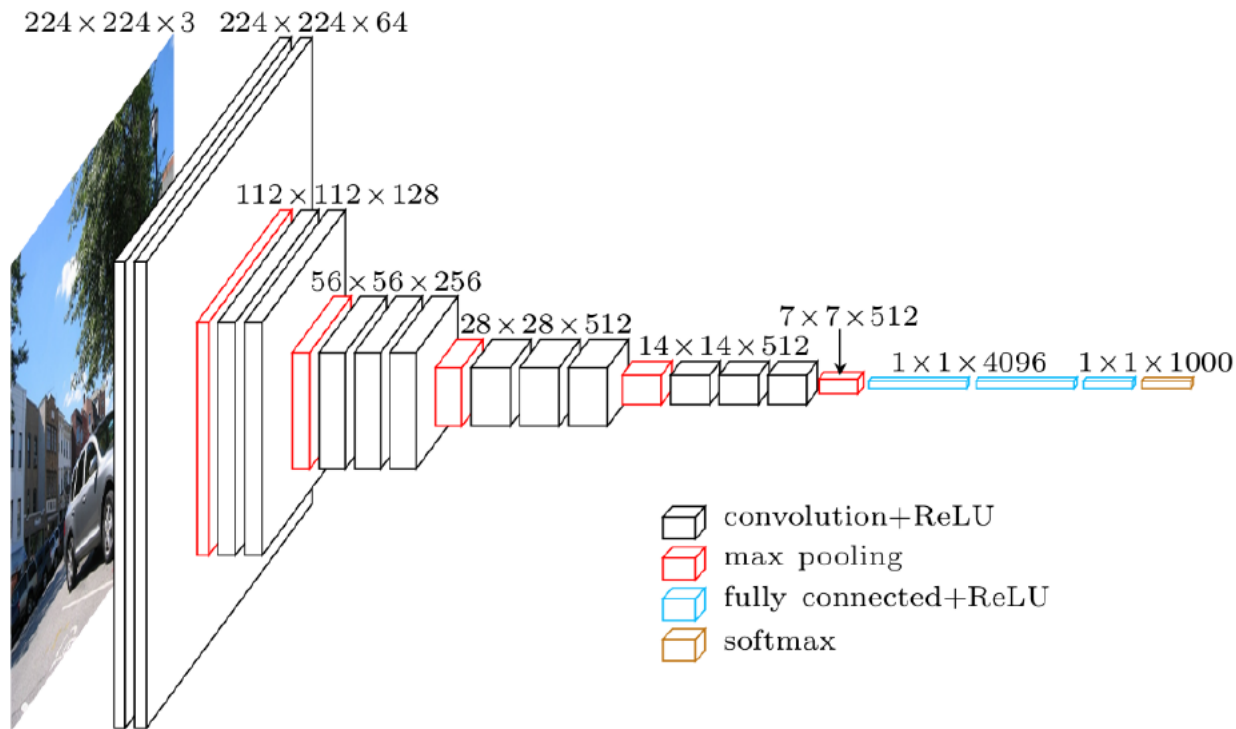 224 × 224 × 3
224 × 224 × 64
112 × 112 × 128
56 × 56 × 256
28 × 28 × 512
14 × 14 × 512
7 × 7 × 512
1 × 1 × 4096
1 × 1 × 1000
convolution+ReLU
max pooling
fully connected+ReLU
softmax